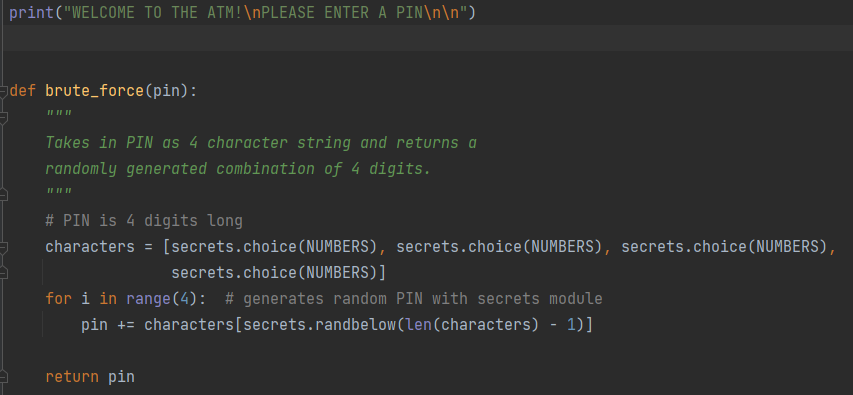 print("WELCOME TO THE ATM!\nPLEASE ENTER A PIN\n\n")
def brute_force(pin):
    """
    Takes in PIN as 4 character string and returns a
    randomly generated combination of 4 digits.
    """
    # PIN is 4 digits long
    characters = [secrets.choice(NUMBERS), secrets.choice(NUMBERS), secrets.choice(NUMBERS),
                  secrets.choice(NUMBERS)]
    for i in range(4):  # generates random PIN with secrets module
        pin += characters[secrets.randbelow(len(characters) - 1)]
    return pin